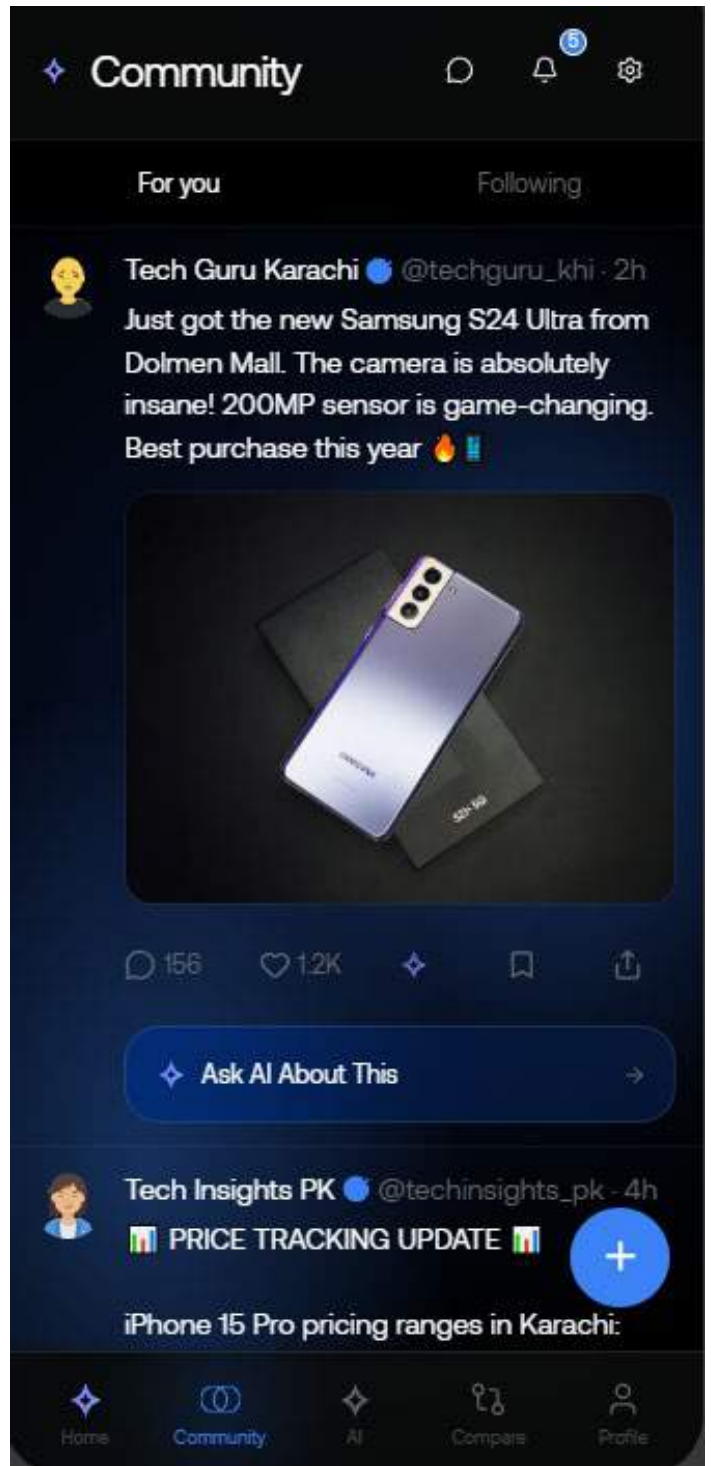 Community
5
For you Following
Tech Guru Karachi @techguru_khi · 2h
Just got the new Samsung S24 Ultra from
Dolmen Mall. The camera is absolutely
insane! 200MP sensor is game-changing.
Best purchase this year 🔥📱
SAMSUNG
S21+ 5G
156 1.2K
Ask AI About This →
Tech Insights PK @techinsights_pk · 4h
📊 PRICE TRACKING UPDATE 📊
+
iPhone 15 Pro pricing ranges in Karachi:
Home Community AI Compare Profile